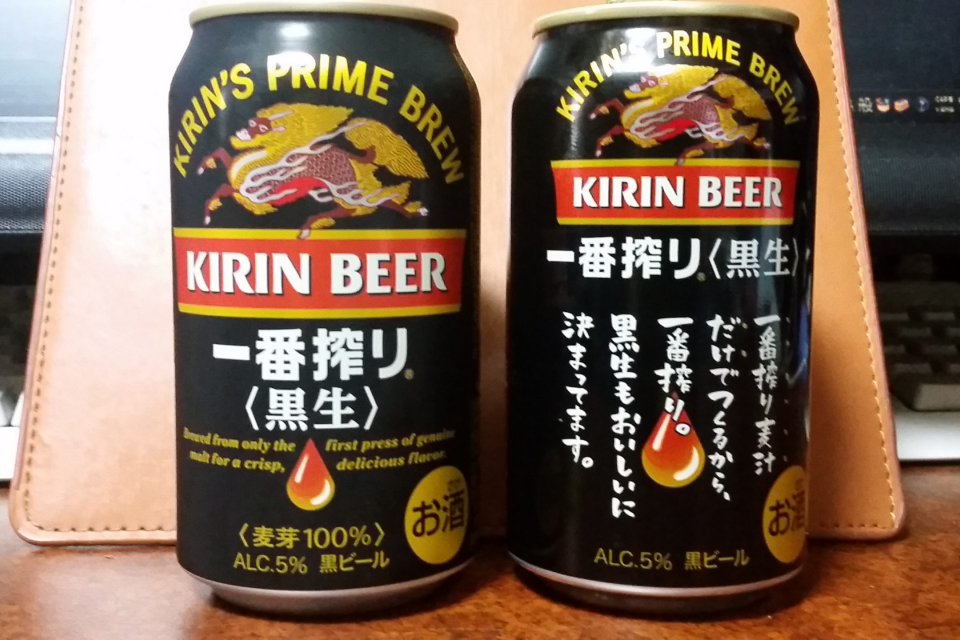 KIRIN'S PRIME BREW
KIRIN BEER
一番搾り®
〈黒生〉
Brewed from only the first press of genuine
malt for a crisp, delicious flavor.
お酒
〈麦芽100%〉
ALC.5% 黒ビール
KIRIN'S PRIME BREW
KIRIN BEER
一番搾り®〈黒生〉
一番搾り麦汁
だけでつくるから、
一番搾り。
黒生もおいしいに
決まってます。
お酒
ALC.5% 黒ビール